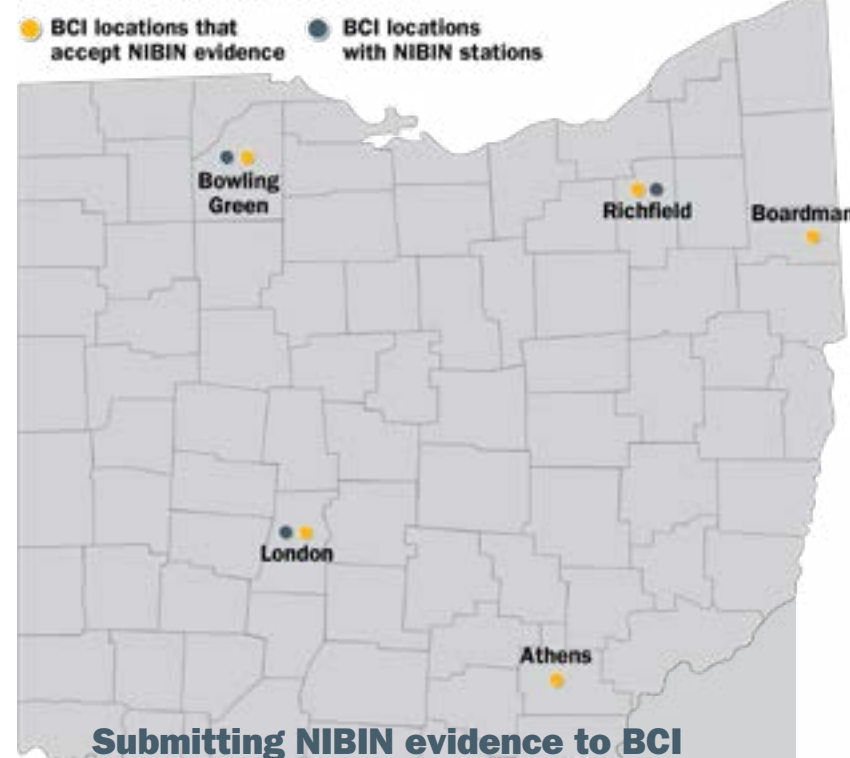 BCI locations that
accept NIBIN evidence
BCI locations
with NIBIN stations
Bowling
Green
Richfield
Boardman
London
Athens
Submitting NIBIN evidence to BCI